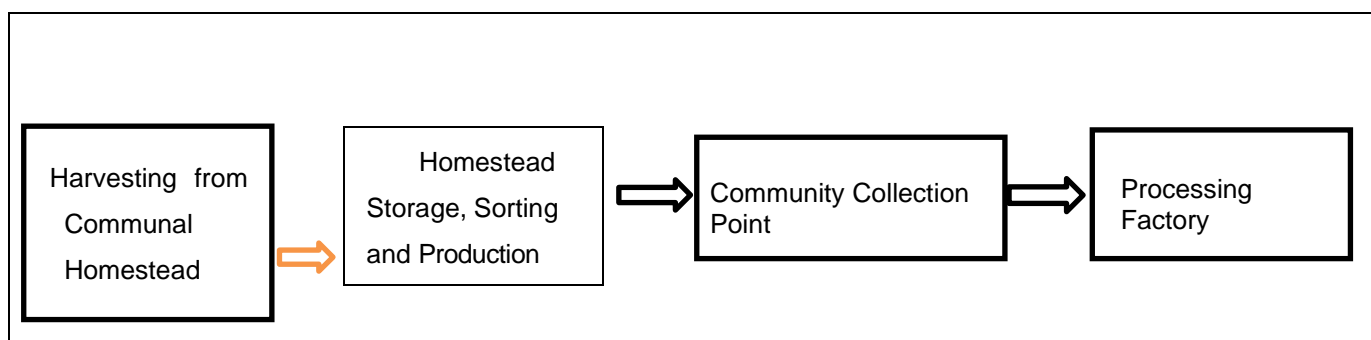 Harvesting from
Communal
Homestead
Homestead
Storage, Sorting
and Production
Community Collection
Point
Processing
Factory